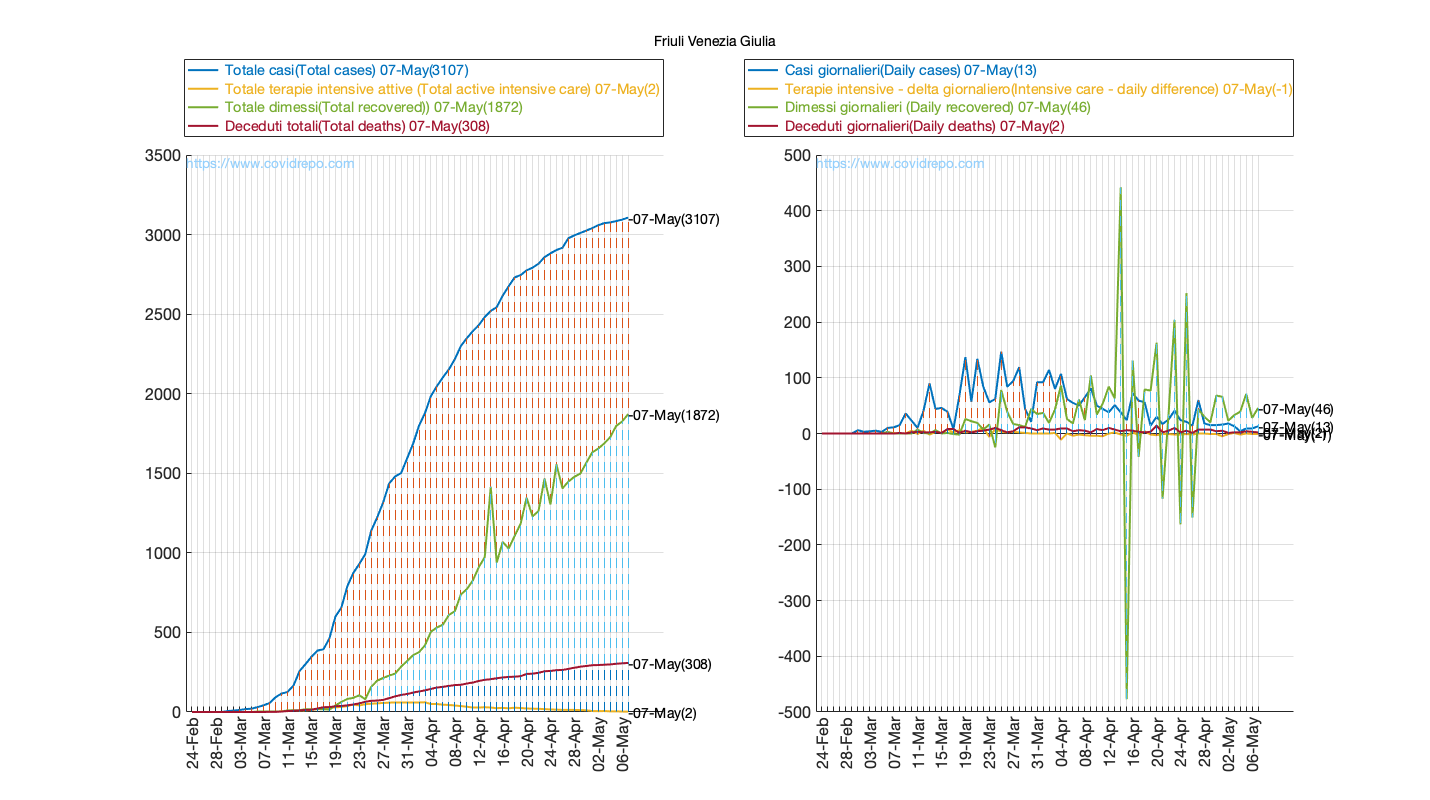 Friuli Venezia Giulia
Totale casi(Total cases) 07-May(3107)
Totale terapie intensive attive (Total active intensive care) 07-May(2)
Totale dimessi(Total recovered)) 07-May(1872)
Deceduti totali(Total deaths) 07-May(308)
https://www.covidrepo.com
3500
3000
2500
2000
1500
1000
500
0
-07-May(3107)
-07-May(1872)
-07-May(308)
-07-May(2)
24-Feb
28-Feb
03-Mar
07-Mar
11-Mar
15-Mar
19-Mar
23-Mar
27-Mar
31-Mar
04-Apr
08-Apr
12-Apr
16-Apr
20-Apr
24-Apr
28-Apr
02-May
06-May
Casi giornalieri(Daily cases) 07-May(13)
Terapie intensive - delta giornaliero(Intensive care - daily difference) 07-May(-1)
Dimessi giornalieri (Daily recovered) 07-May(46)
Deceduti giornalieri(Daily deaths) 07-May(2)
https://www.covidrepo.com
500
400
300
200
100
0
-100
-200
-300
-400
-500
-07-May(46)
-07-May(13)
-07-May(2)
-07-May(-1)
24-Feb
28-Feb
03-Mar
07-Mar
11-Mar
15-Mar
19-Mar
23-Mar
27-Mar
31-Mar
04-Apr
08-Apr
12-Apr
16-Apr
20-Apr
24-Apr
28-Apr
02-May
06-May